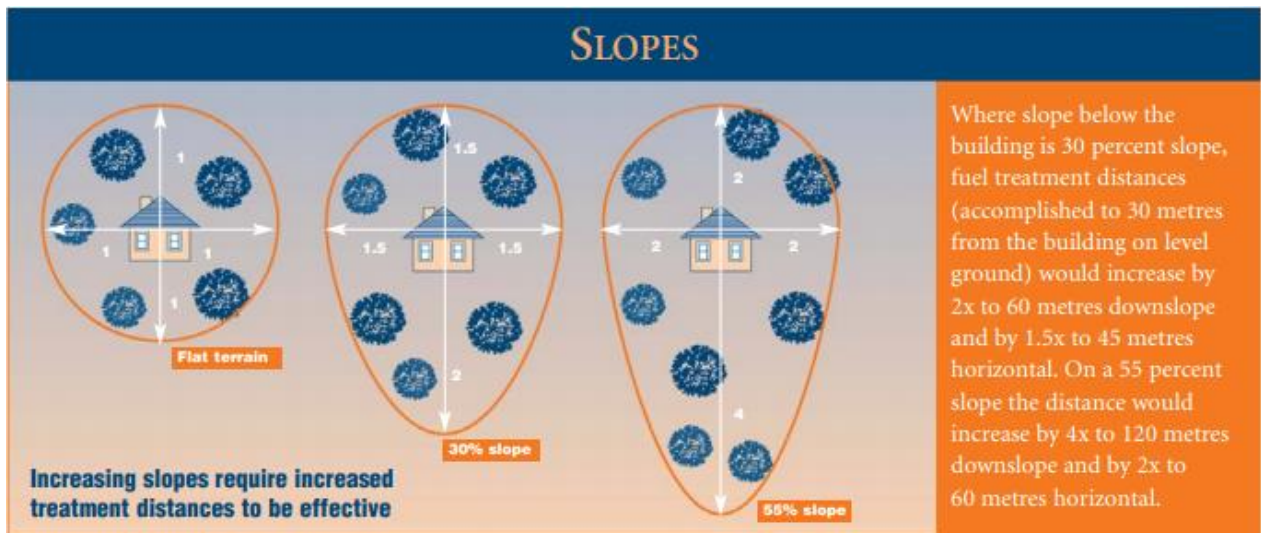 SLOPES
1
1
1
1
Flat terrain
1.5
1.5
1.5
2
30% slope
2
2
2
4
55% slope
Increasing slopes require increased
treatment distances to be effective
Where slope below the
building is 30 percent slope,
fuel treatment distances
(accomplished to 30 metres
from the building on level
ground) would increase by
2x to 60 metres downslope
and by 1.5x to 45 metres
horizontal. On a 55 percent
slope the distance would
increase by 4x to 120 metres
downslope and by 2x to
60 metres horizontal.